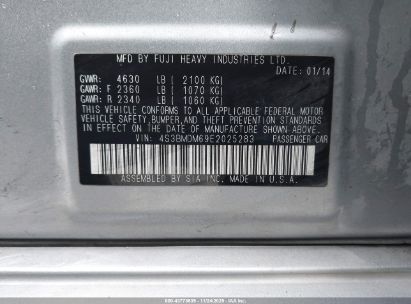 MFD BY FUJI HEAVY INDUSTRIES LTD.
DATE: 01/14
GVWR: 4630 LB ( 2100 KG)
GAWR: F 2360 LB ( 1070 KG)
GAWR: R 2340 LB ( 1060 KG)
THIS VEHICLE CONFORMS TO ALL APPLICABLE FEDERAL MOTOR
VEHICLE SAFETY, BUMPER, AND THEFT PREVENTION STANDARDS
IN EFFECT ON THE DATE OF MANUFACTURE SHOWN ABOVE.
VIN: 4S3BMDM69E2025283 PASSENGER CAR
ASSEMBLED BY SIA INC. MADE IN U.S.A.